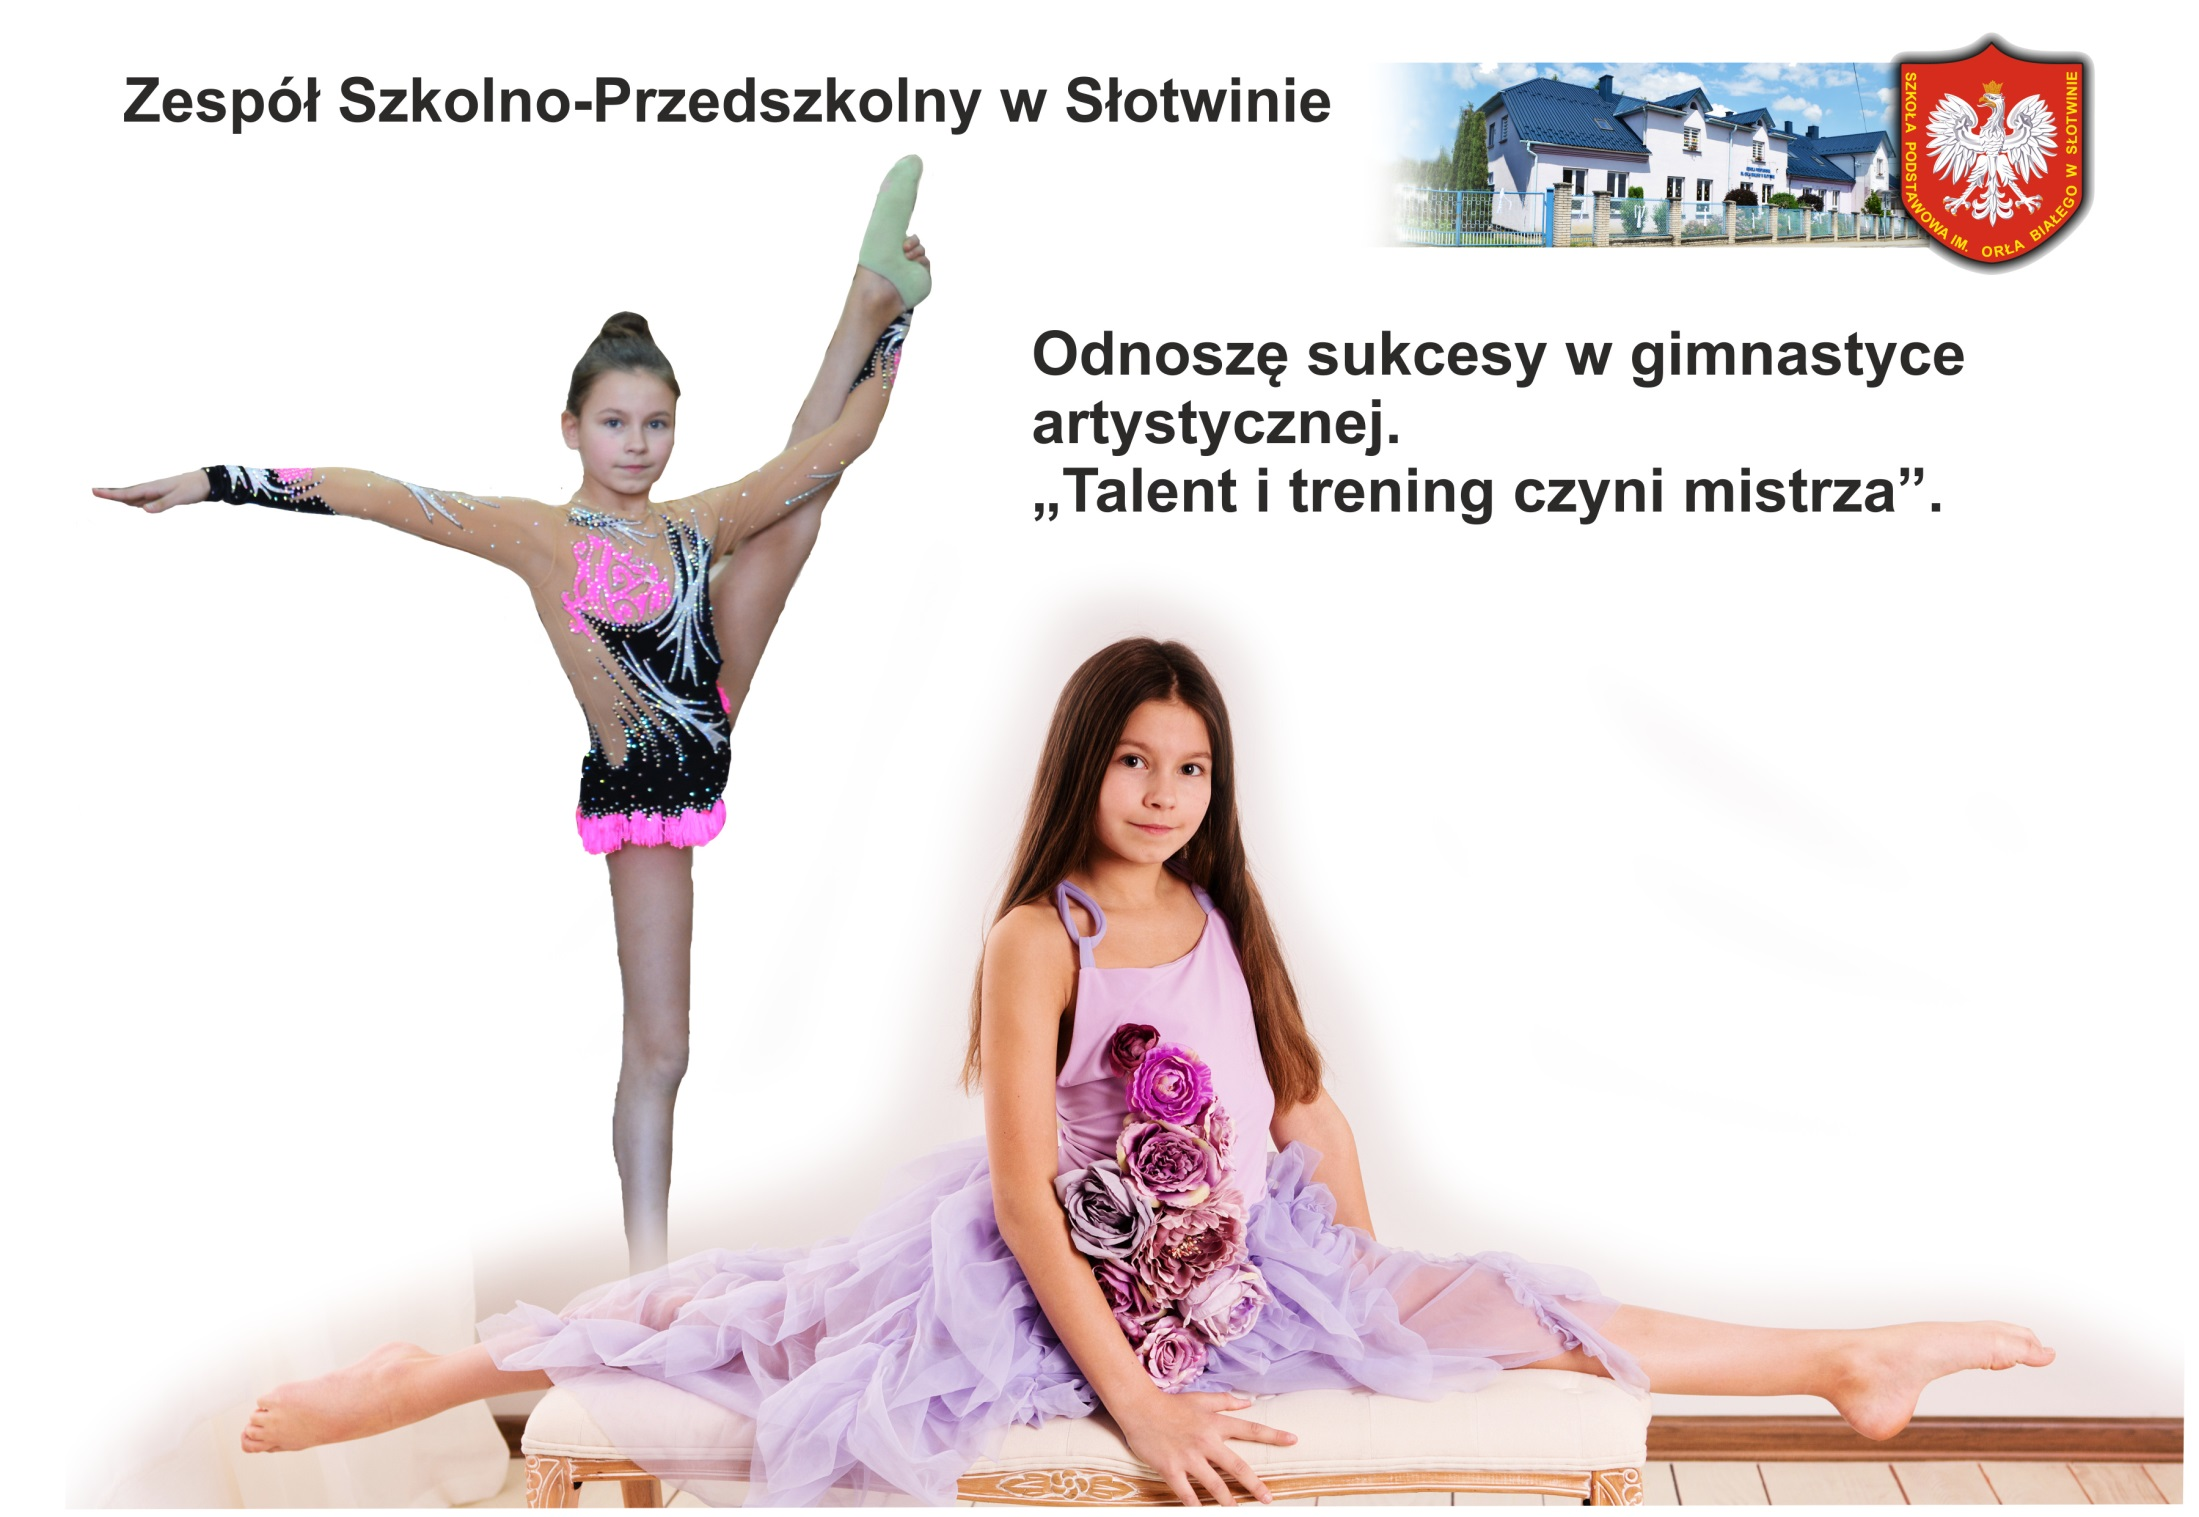 Zespół Szkolno-Przedszkolny w Słotwinie
SZKOŁA PODSTAWOWA IM. ORŁA BIAŁEGO W SŁOTWINIE
Odnoszę sukcesy w gimnastyce
artystycznej.
„Talent i trening czyni mistrza”.